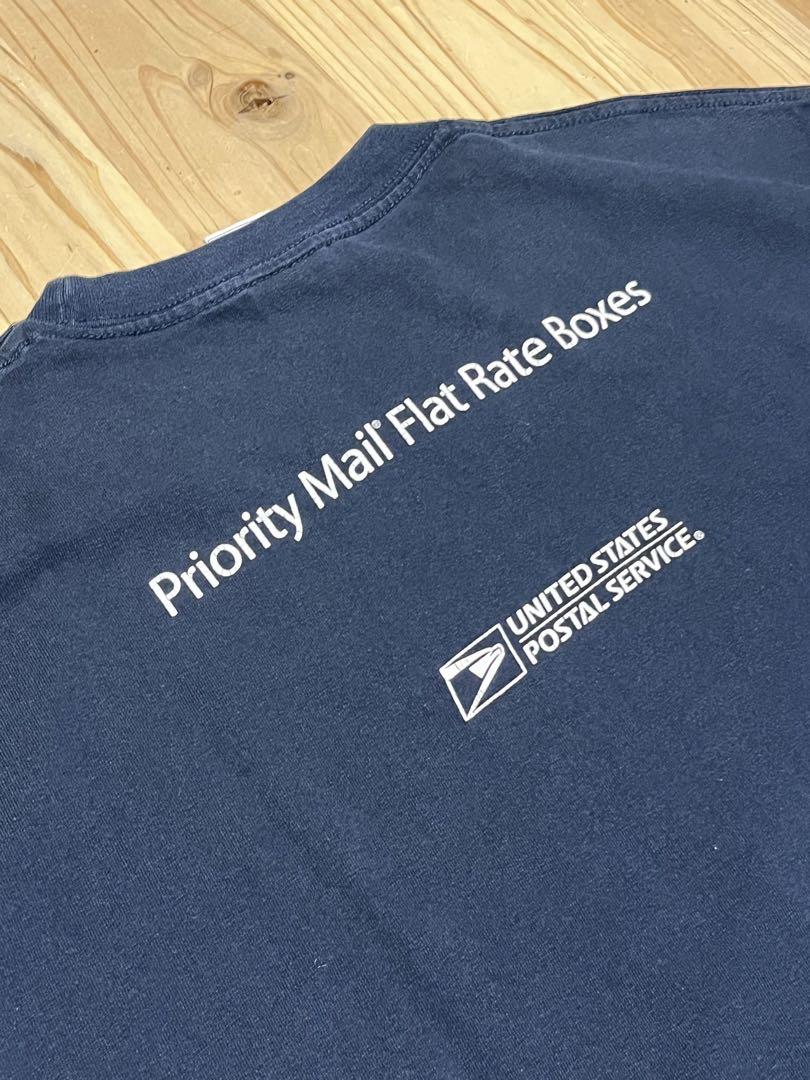 Priority Mail® Flat Rate Boxes
UNITED STATES
POSTAL SERVICE®